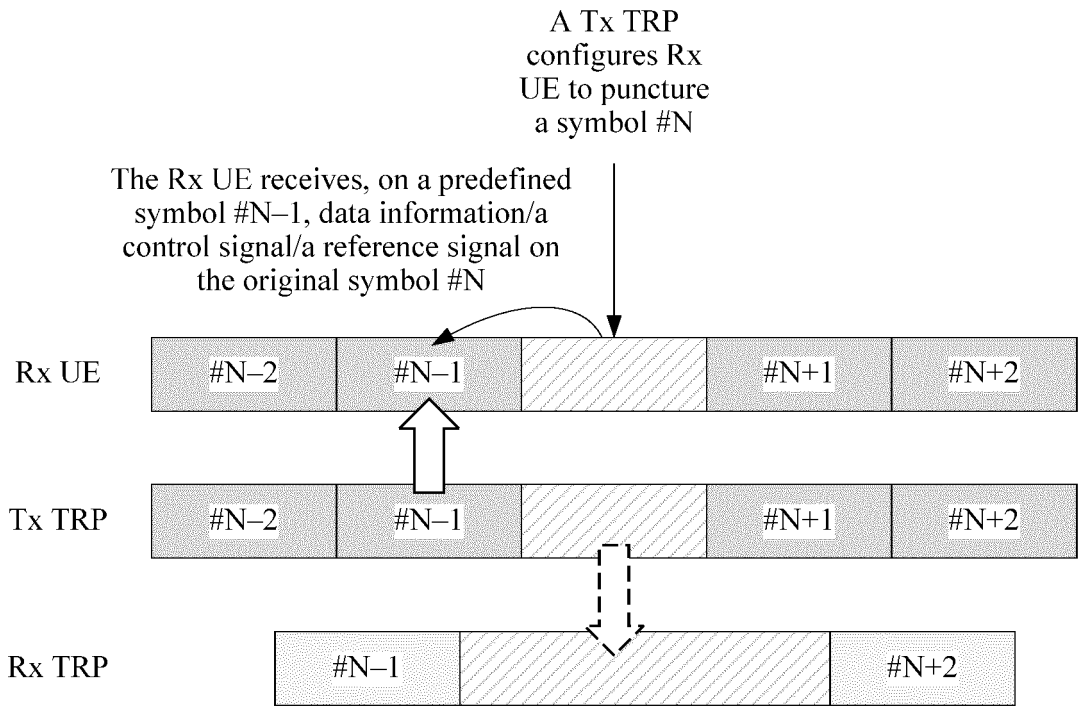 A Tx TRP
configures Rx
UE to puncture
a symbol #N
The Rx UE receives, on a predefined
symbol #N–1, data information/a
control signal/a reference signal on
the original symbol #N
Rx UE #N–2 #N–1 #N+1 #N+2
Tx TRP #N–2 #N–1 #N+1 #N+2
Rx TRP #N–1 #N+2